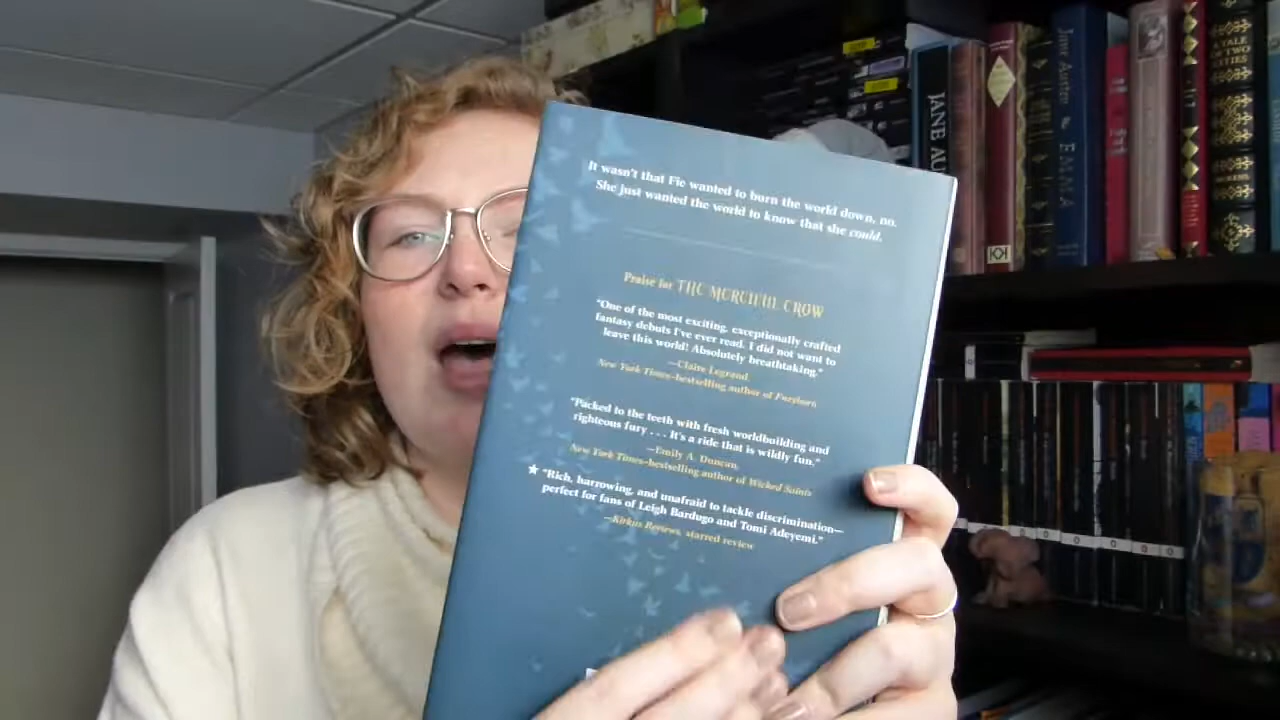 It wasn't that Fie wanted to burn the world down, no.
She just wanted the world to know that she could.
Praise for THE MERCIFUL CROW
"One of the most exciting, exceptionally crafted
fantasy debuts I've ever read. I did not want to
leave this world! Absolutely breathtaking."
—Claire Legrand,
New York Times–bestselling author of Furyborn
"Packed to the teeth with fresh worldbuilding and
righteous fury . . . It's a ride that is wildly fun."
—Emily A. Duncan,
New York Times–bestselling author of Wicked Saints
★ "Rich, harrowing, and unafraid to tackle discrimination—
perfect for fans of Leigh Bardugo and Tomi Adeyemi."
—Kirkus Reviews, starred review
JANE AU
Jane Austen EMMA
A TALE
OF TWO
CITIES